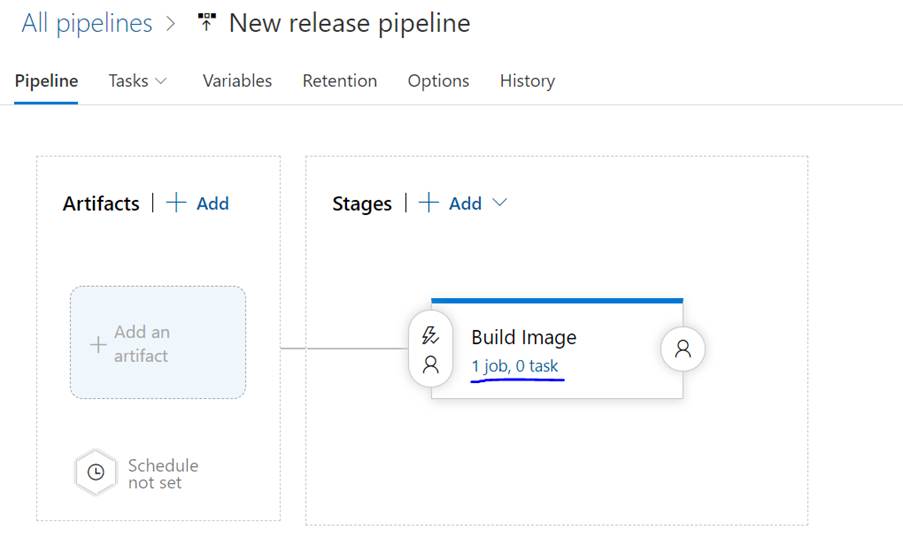 All pipelines > New release pipeline
Pipeline Tasks Variables Retention Options History
Artifacts | + Add
Stages | + Add
+ Add an
artifact
Build Image
1 job, 0 task
Schedule
not set